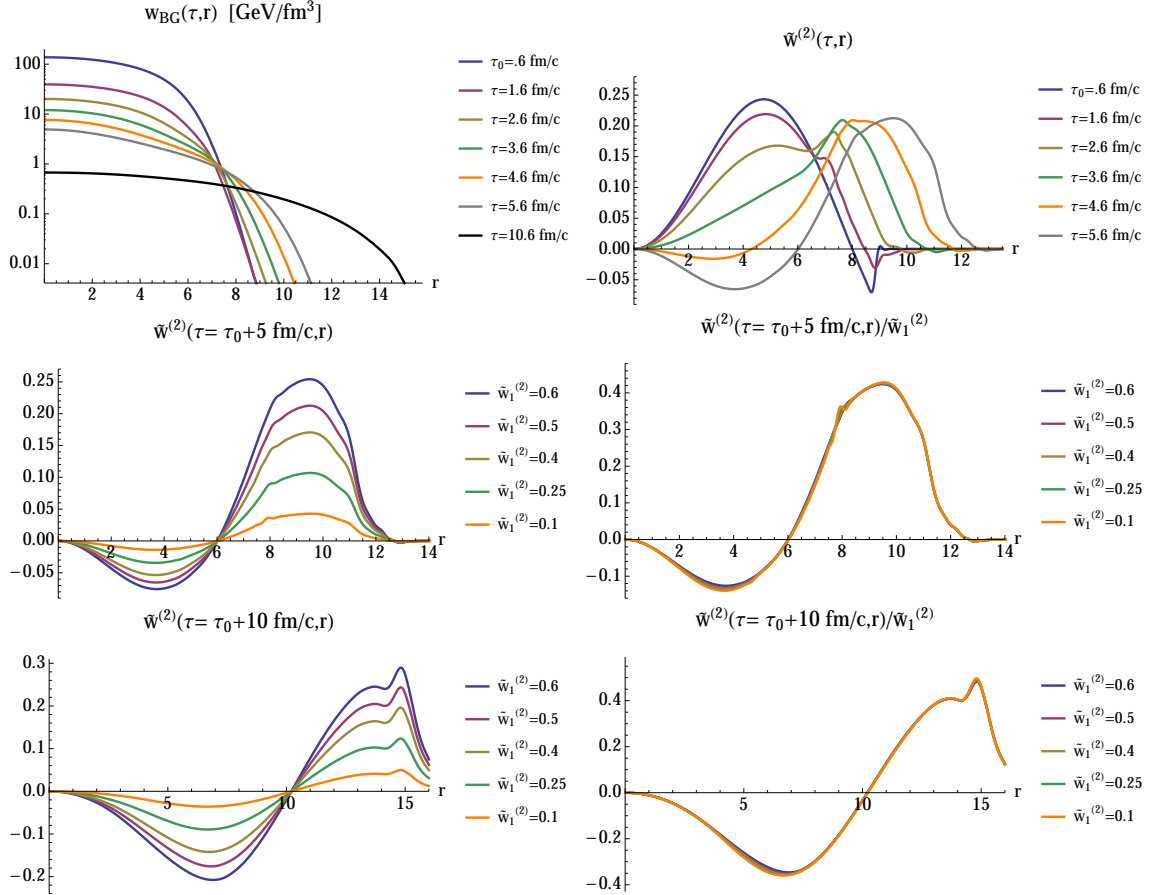 w_BG(τ,r) [GeV/fm³]
100
10
1
0.1
0.01
2 4 6 8 10 12 14 r
τ₀=.6 fm/c
τ=1.6 fm/c
τ=2.6 fm/c
τ=3.6 fm/c
τ=4.6 fm/c
τ=5.6 fm/c
τ=10.6 fm/c
w̃⁽²⁾(τ,r)
0.25
0.20
0.15
0.10
0.05
0.00
−0.05
2 4 6 8 10 12 r
τ₀=.6 fm/c
τ=1.6 fm/c
τ=2.6 fm/c
τ=3.6 fm/c
τ=4.6 fm/c
τ=5.6 fm/c
w̃⁽²⁾(τ= τ₀+5 fm/c,r)
0.25
0.20
0.15
0.10
0.05
0.00
−0.05
2 4 6 8 10 12 14 r
w̃₁⁽²⁾=0.6
w̃₁⁽²⁾=0.5
w̃₁⁽²⁾=0.4
w̃₁⁽²⁾=0.25
w̃₁⁽²⁾=0.1
w̃⁽²⁾(τ= τ₀+5 fm/c,r)/w̃₁⁽²⁾
0.4
0.3
0.2
0.1
0.0
−0.1
2 4 6 8 10 12 14 r
w̃₁⁽²⁾=0.6
w̃₁⁽²⁾=0.5
w̃₁⁽²⁾=0.4
w̃₁⁽²⁾=0.25
w̃₁⁽²⁾=0.1
w̃⁽²⁾(τ= τ₀+10 fm/c,r)
0.3
0.2
0.1
0.0
−0.1
−0.2
5 10 15 r
w̃₁⁽²⁾=0.6
w̃₁⁽²⁾=0.5
w̃₁⁽²⁾=0.4
w̃₁⁽²⁾=0.25
w̃₁⁽²⁾=0.1
w̃⁽²⁾(τ= τ₀+10 fm/c,r)/w̃₁⁽²⁾
0.4
0.2
0.0
−0.2
−0.4
5 10 15 r
w̃₁⁽²⁾=0.6
w̃₁⁽²⁾=0.5
w̃₁⁽²⁾=0.4
w̃₁⁽²⁾=0.25
w̃₁⁽²⁾=0.1